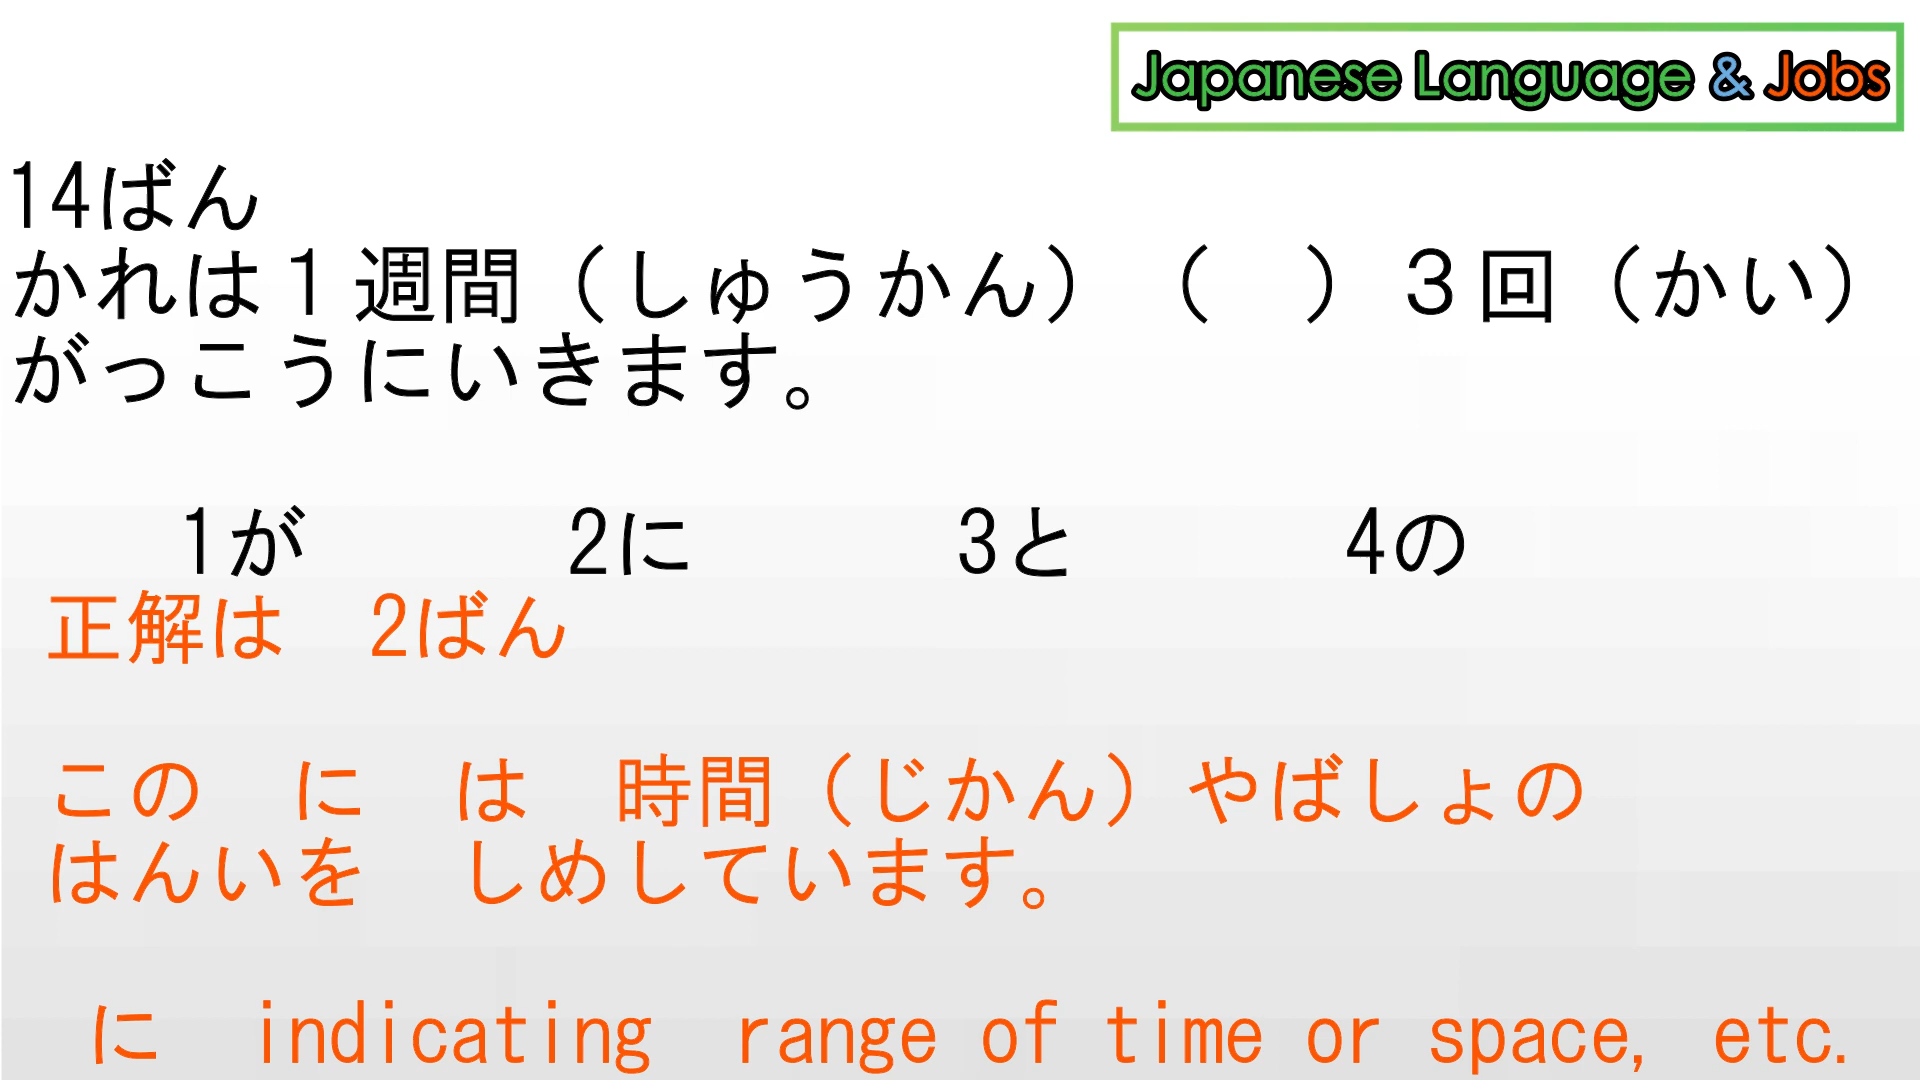 Japanese Language & Jobs
14ばん
かれは１週間（しゅうかん）（　）３回（かい）
がっこうにいきます。
1が　2に　3と　4の
正解は　2ばん
この　に　は　時間（じかん）やばしょの
はんいを　しめしています。
に　indicating　range of time or space, etc.